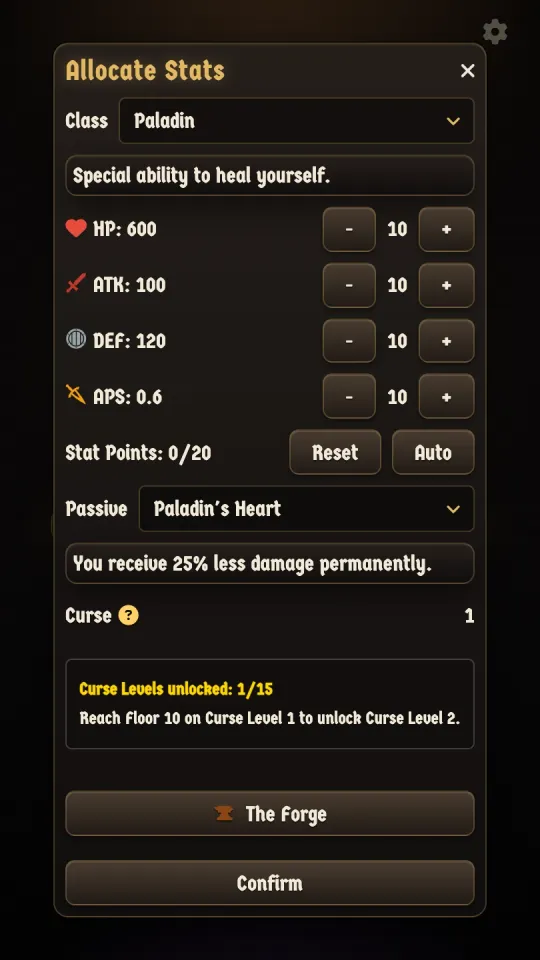 Allocate Stats
Class Paladin
Special ability to heal yourself.
HP: 600 - 10 +
ATK: 100 - 10 +
DEF: 120 - 10 +
APS: 0.6 - 10 +
Stat Points: 0/20 Reset Auto
Passive Paladin's Heart
You receive 25% less damage permanently.
Curse ? 1
Curse Levels unlocked: 1/15
Reach Floor 10 on Curse Level 1 to unlock Curse Level 2.
The Forge
Confirm